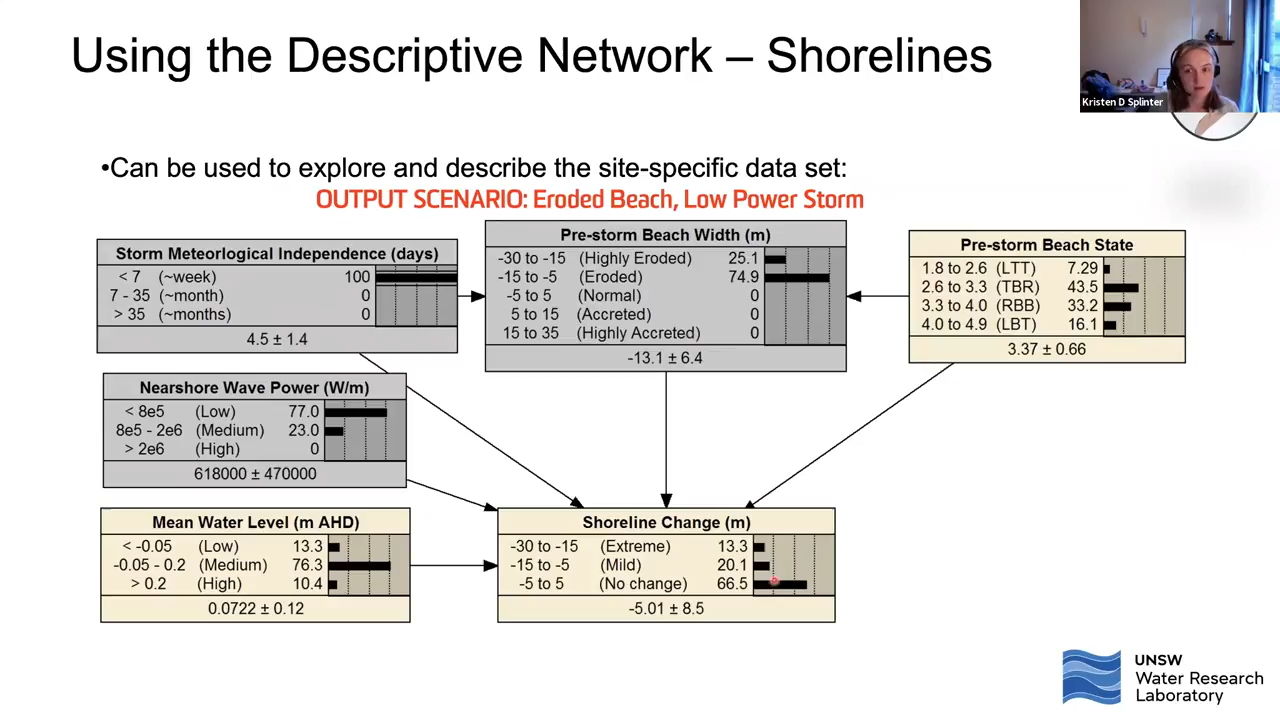 Using the Descriptive Network – Shorelines
Kristen D Splinter
•Can be used to explore and describe the site-specific data set:
OUTPUT SCENARIO: Eroded Beach, Low Power Storm
Storm Meteorlogical Independence (days)
< 7 (~week) 100
7 - 35 (~month) 0
> 35 (~months) 0
4.5 ± 1.4
Pre-storm Beach Width (m)
-30 to -15 (Highly Eroded) 25.1
-15 to -5 (Eroded) 74.9
-5 to 5 (Normal) 0
5 to 15 (Accreted) 0
15 to 35 (Highly Accreted) 0
-13.1 ± 6.4
Pre-storm Beach State
1.8 to 2.6 (LTT) 7.29
2.6 to 3.3 (TBR) 43.5
3.3 to 4.0 (RBB) 33.2
4.0 to 4.9 (LBT) 16.1
3.37 ± 0.66
Nearshore Wave Power (W/m)
< 8e5 (Low) 77.0
8e5 - 2e6 (Medium) 23.0
> 2e6 (High) 0
618000 ± 470000
Mean Water Level (m AHD)
< -0.05 (Low) 13.3
-0.05 - 0.2 (Medium) 76.3
> 0.2 (High) 10.4
0.0722 ± 0.12
Shoreline Change (m)
-30 to -15 (Extreme) 13.3
-15 to -5 (Mild) 20.1
-5 to 5 (No change) 66.5
-5.01 ± 8.5
UNSW
Water Research
Laboratory